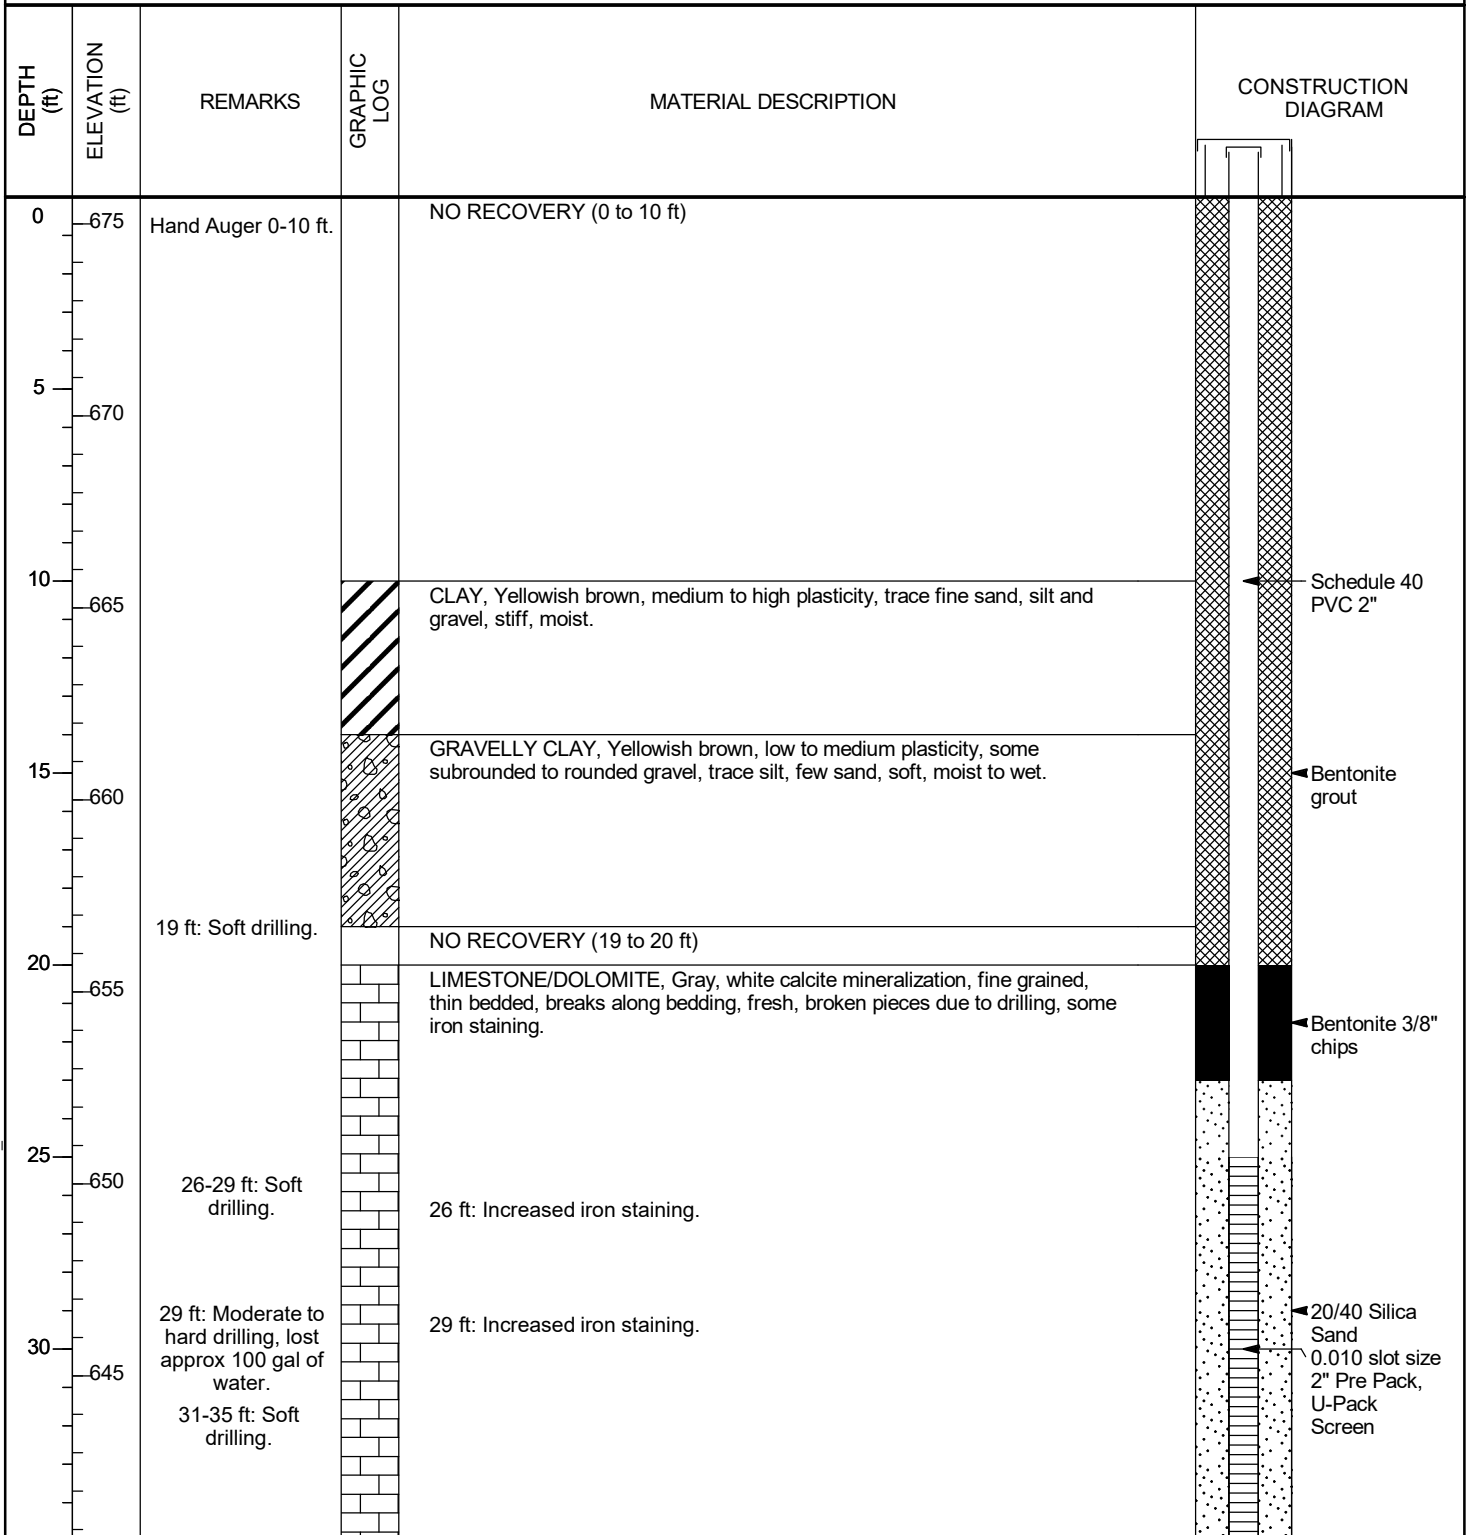 DEPTH
(ft)
ELEVATION
(ft)
REMARKS
GRAPHIC
LOG
MATERIAL DESCRIPTION
CONSTRUCTION
DIAGRAM
0
675
Hand Auger 0-10 ft.
NO RECOVERY (0 to 10 ft)
5
670
10
665
CLAY, Yellowish brown, medium to high plasticity, trace fine sand, silt and
gravel, stiff, moist.
Schedule 40
PVC 2"
GRAVELLY CLAY, Yellowish brown, low to medium plasticity, some
subrounded to rounded gravel, trace silt, few sand, soft, moist to wet.
15
660
Bentonite
grout
19 ft: Soft drilling.
NO RECOVERY (19 to 20 ft)
20
655
LIMESTONE/DOLOMITE, Gray, white calcite mineralization, fine grained,
thin bedded, breaks along bedding, fresh, broken pieces due to drilling, some
iron staining.
Bentonite 3/8"
chips
25
650
26-29 ft: Soft
drilling.
26 ft: Increased iron staining.
29 ft: Moderate to
hard drilling, lost
approx 100 gal of
water.
29 ft: Increased iron staining.
20/40 Silica
Sand
30
645
0.010 slot size
2" Pre Pack,
U-Pack
Screen
31-35 ft: Soft
drilling.